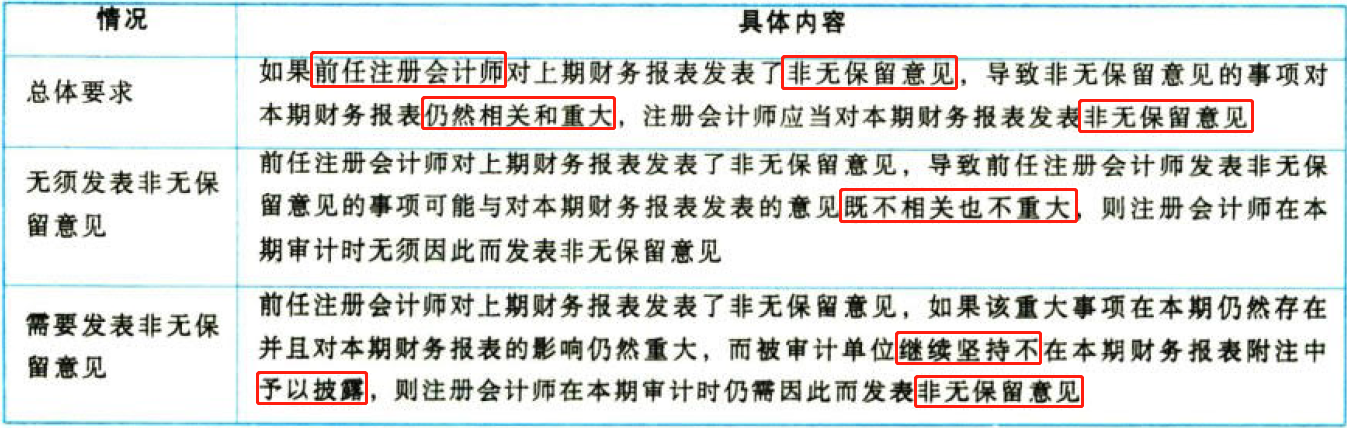 情况
具体内容
总体要求
如果前任注册会计师对上期财务报表发表了非无保留意见，导致非无保留意见的事项对
本期财务报表仍然相关和重大，注册会计师应当对本期财务报表发表非无保留意见
无须发表非无保
留意见
前任注册会计师对上期财务报表发表了非无保留意见，导致前任注册会计师发表非无保
留意见的事项可能与对本期财务报表发表的意见既不相关也不重大，则注册会计师在本
期审计时无须因此而发表非无保留意见
需要发表非无保
留意见
前任注册会计师对上期财务报表发表了非无保留意见，如果该重大事项在本期仍然存在
并且对本期财务报表的影响仍然重大，而被审计单位继续坚持不在本期财务报表附注中
予以披露，则注册会计师在本期审计时仍需因此而发表非无保留意见